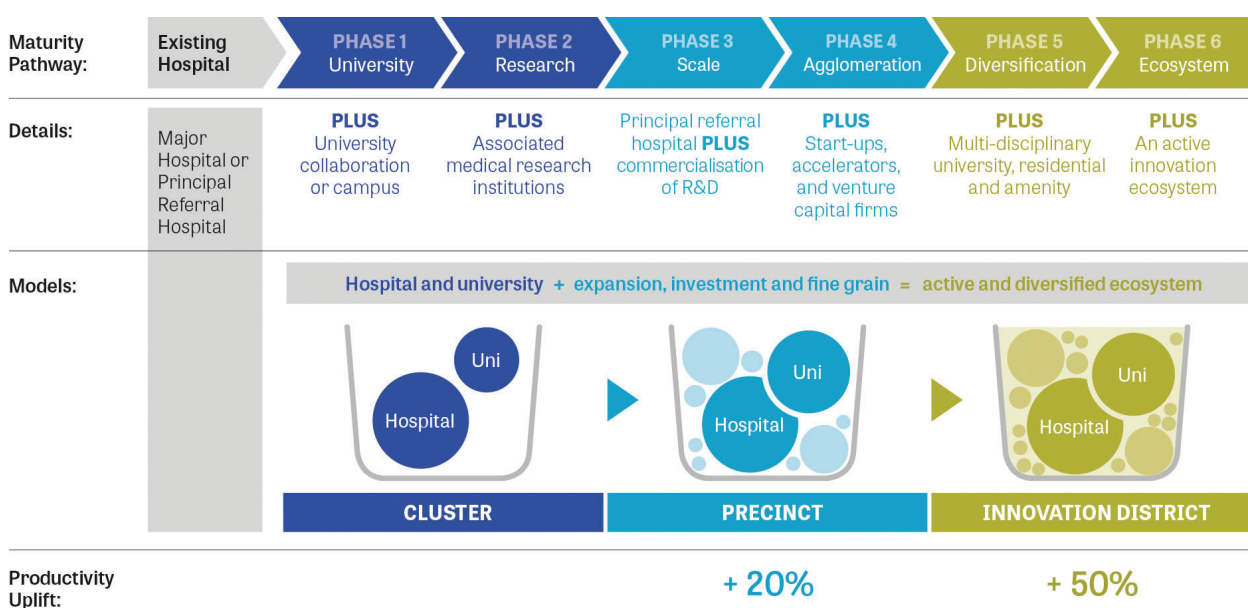 Maturity
Pathway:
Existing
Hospital
PHASE 1
University
PHASE 2
Research
PHASE 3
Scale
PHASE 4
Agglomeration
PHASE 5
Diversification
PHASE 6
Ecosystem
Details:
Major
Hospital or
Principal
Referral
Hospital
PLUS
University
collaboration
or campus
PLUS
Associated
medical research
institutions
Principal referral
hospital PLUS
commercialisation
of R&D
PLUS
Start-ups,
accelerators,
and venture
capital firms
PLUS
Multi-disciplinary
university, residential
and amenity
PLUS
An active
innovation
ecosystem
Models:
Hospital and university + expansion, investment and fine grain = active and diversified ecosystem
Uni
Hospital
Uni
Hospital
Uni
Hospital
CLUSTER
PRECINCT
INNOVATION DISTRICT
Productivity
Uplift:
+ 20%
+ 50%